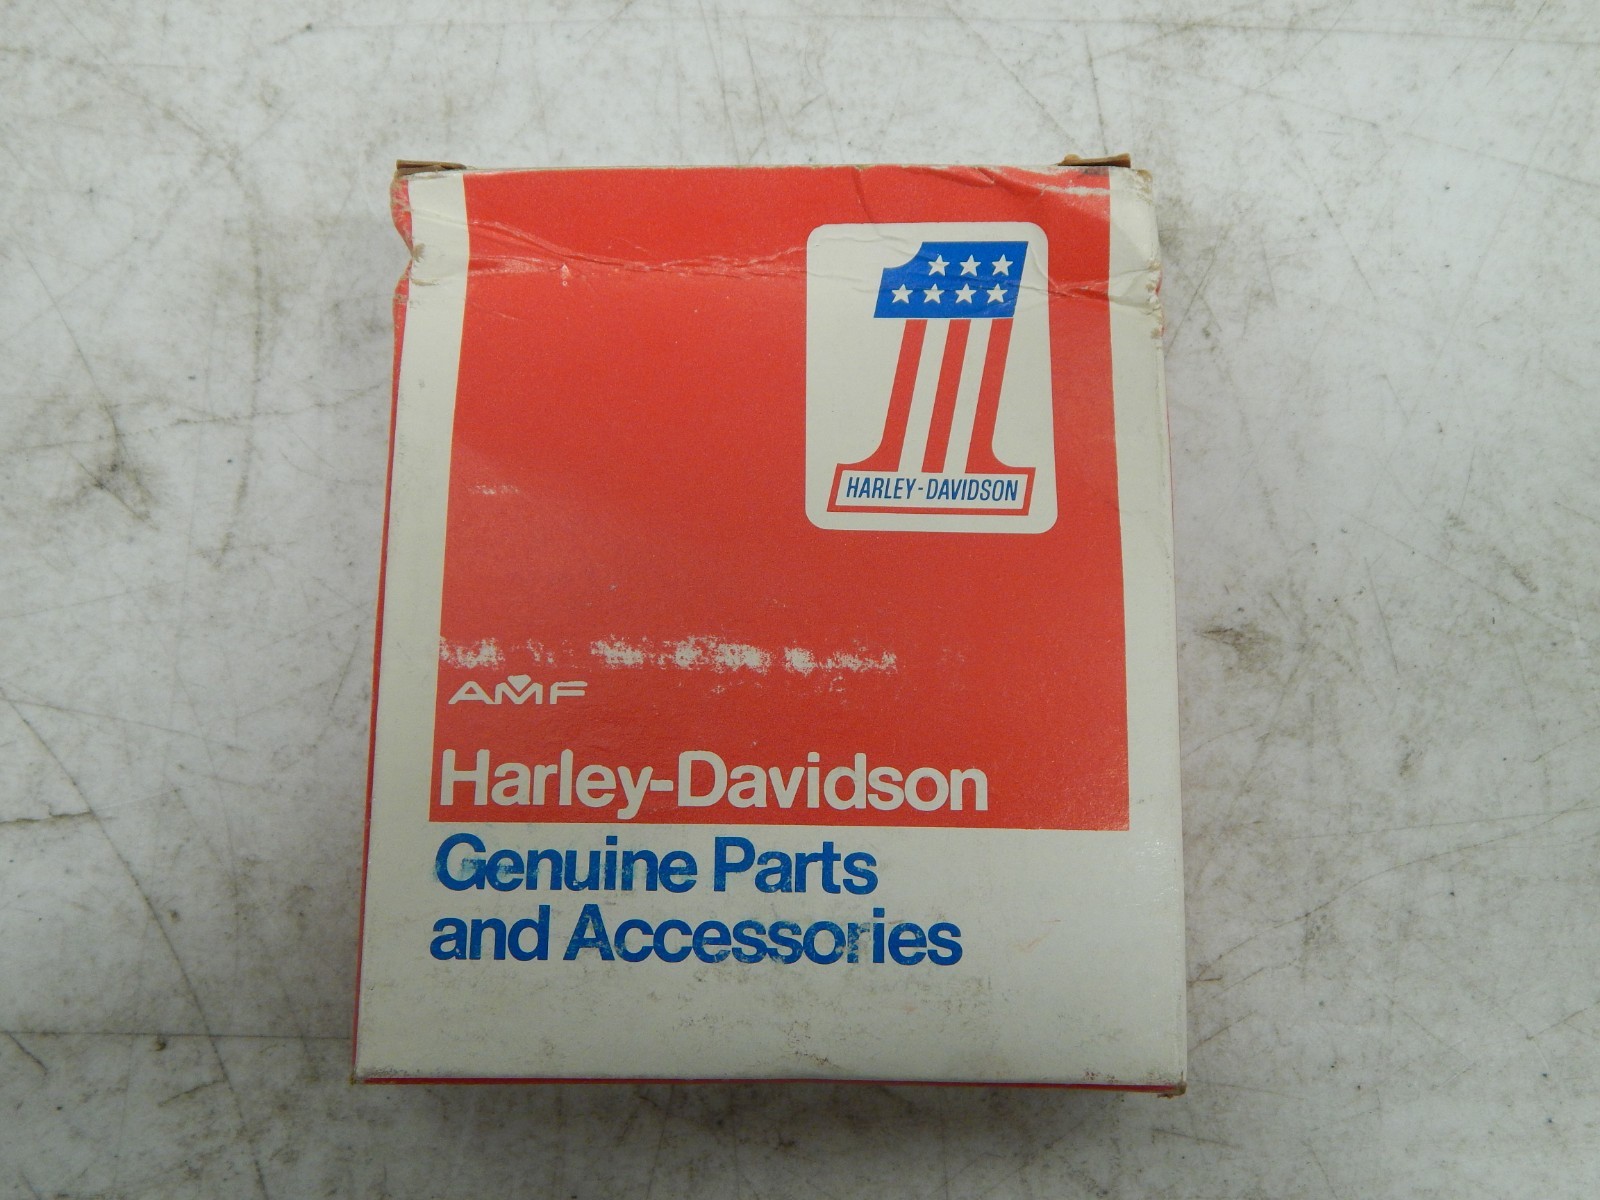 HARLEY-DAVIDSON
AMF
Harley-Davidson
Genuine Parts
and Accessories